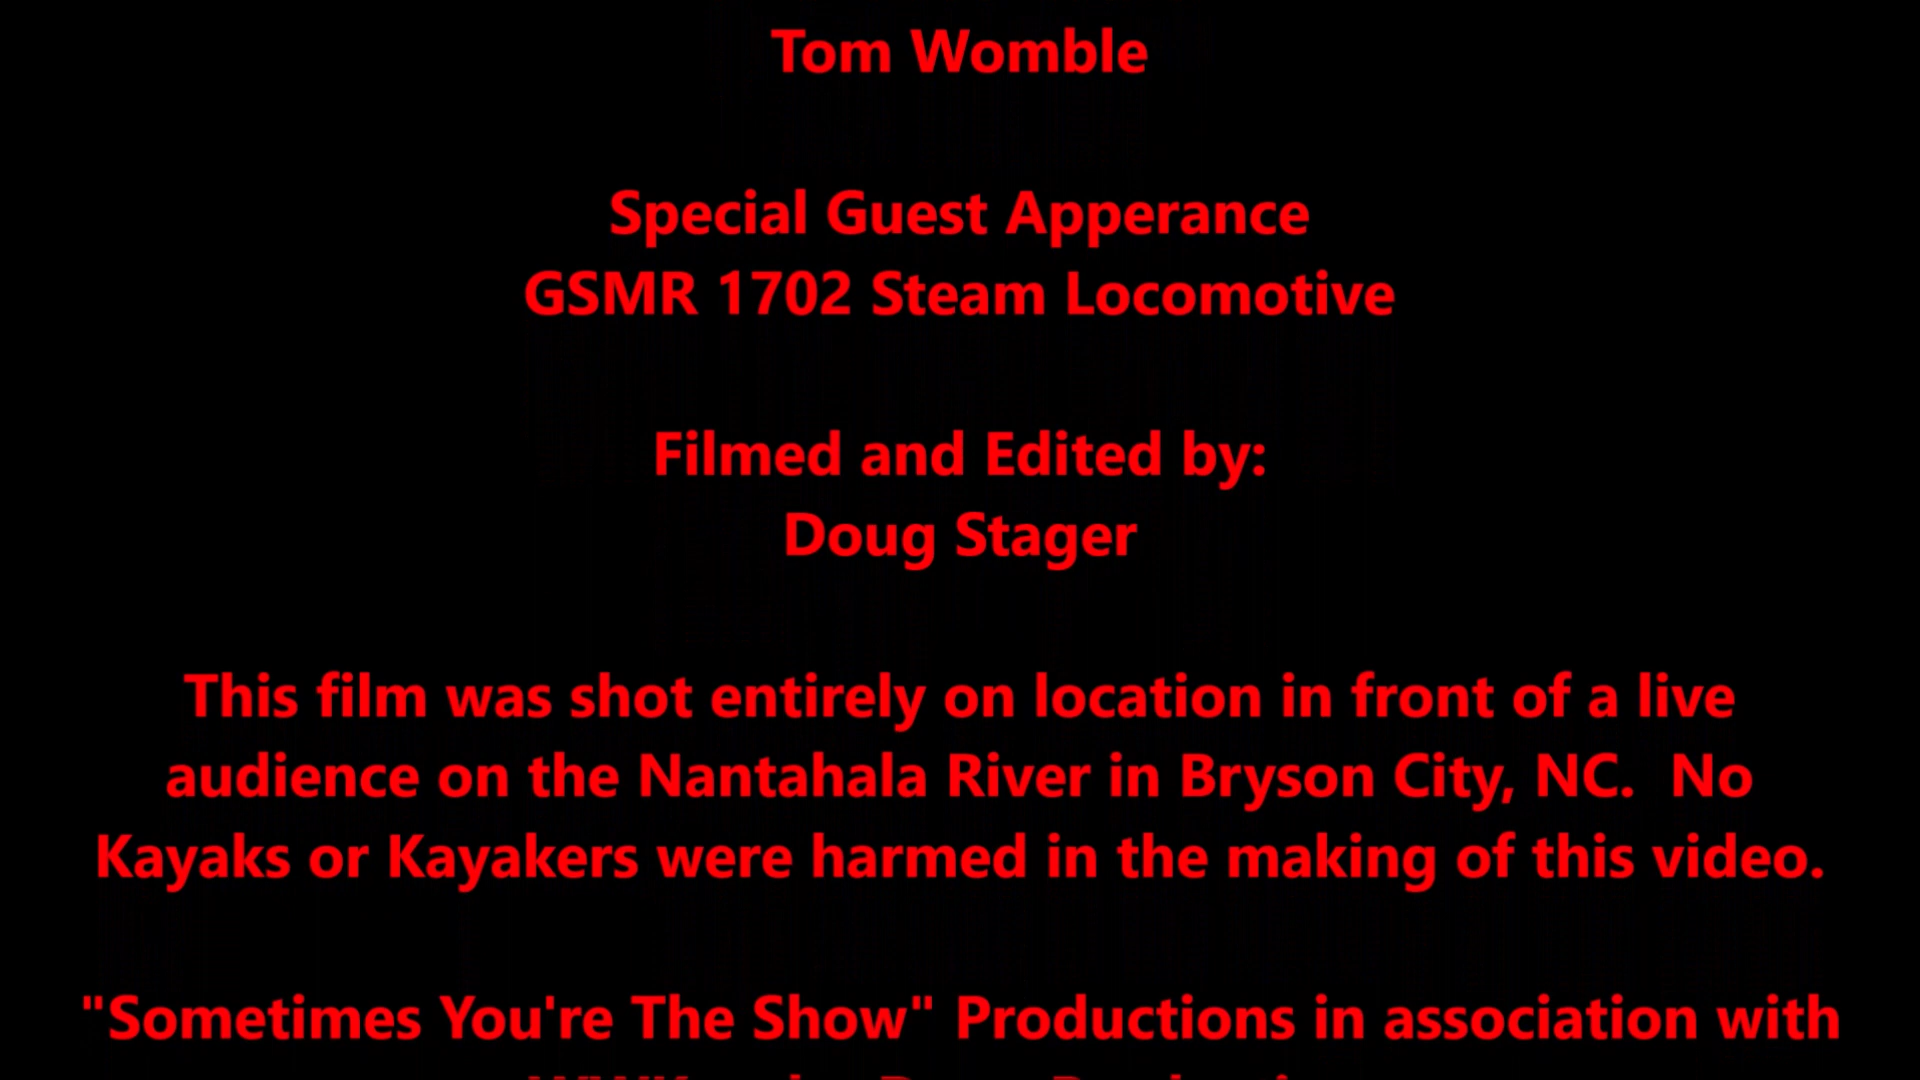 Tom Womble
Special Guest Apperance
GSMR 1702 Steam Locomotive
Filmed and Edited by:
Doug Stager
This film was shot entirely on location in front of a live
audience on the Nantahala River in Bryson City, NC.  No
Kayaks or Kayakers were harmed in the making of this video.
"Sometimes You're The Show" Productions in association with